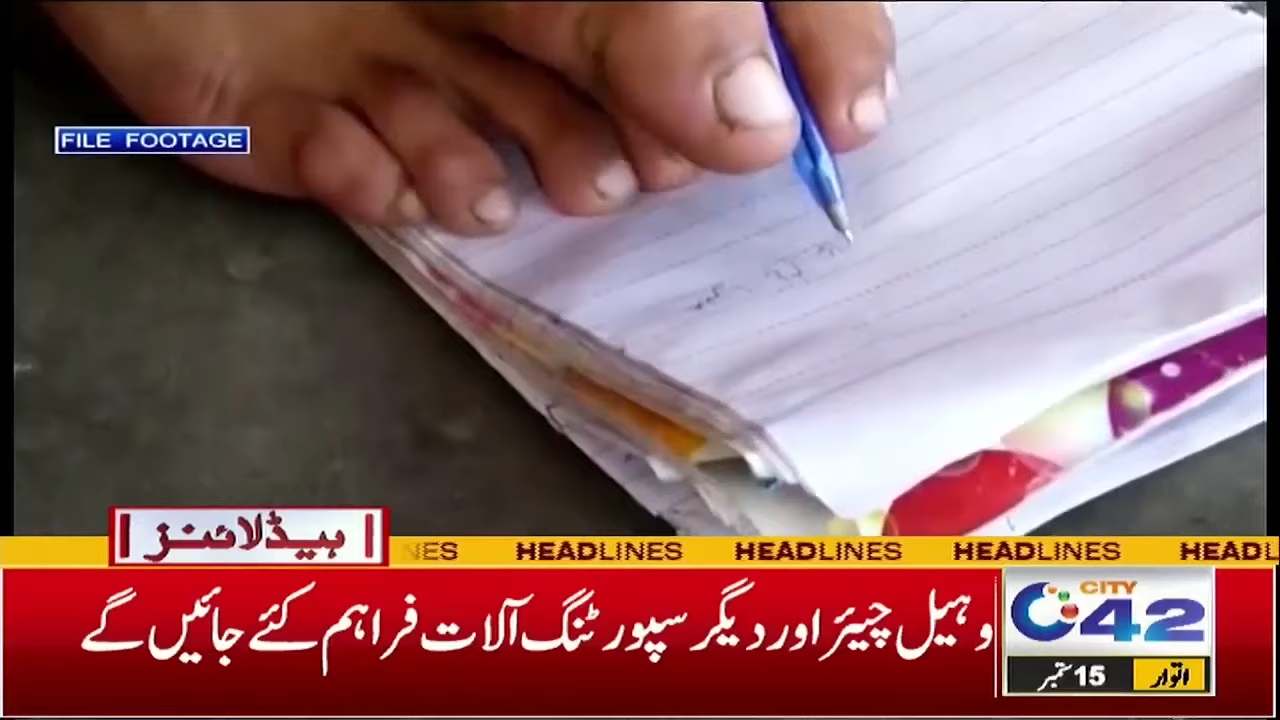 FILE FOOTAGE
ہیڈلائنز
NES HEADLINES HEADLINES HEADLINES HEADL
وہیل چیئر اور دیگر سپورٹنگ آلات فراہم کئے جائیں گے
CITY
42
15 ستمبر اتوار